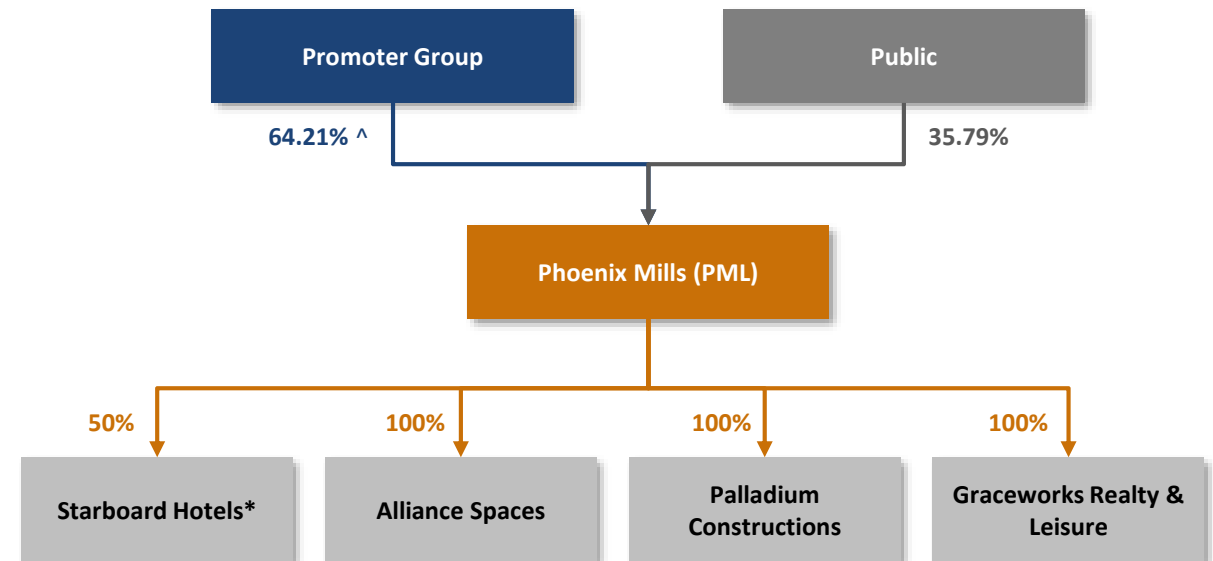 Promoter Group
Public
64.21% ^
35.79%
Phoenix Mills (PML)
50%
100%
100%
100%
Starboard Hotels*
Alliance Spaces
Palladium
Constructions
Graceworks Realty &
Leisure